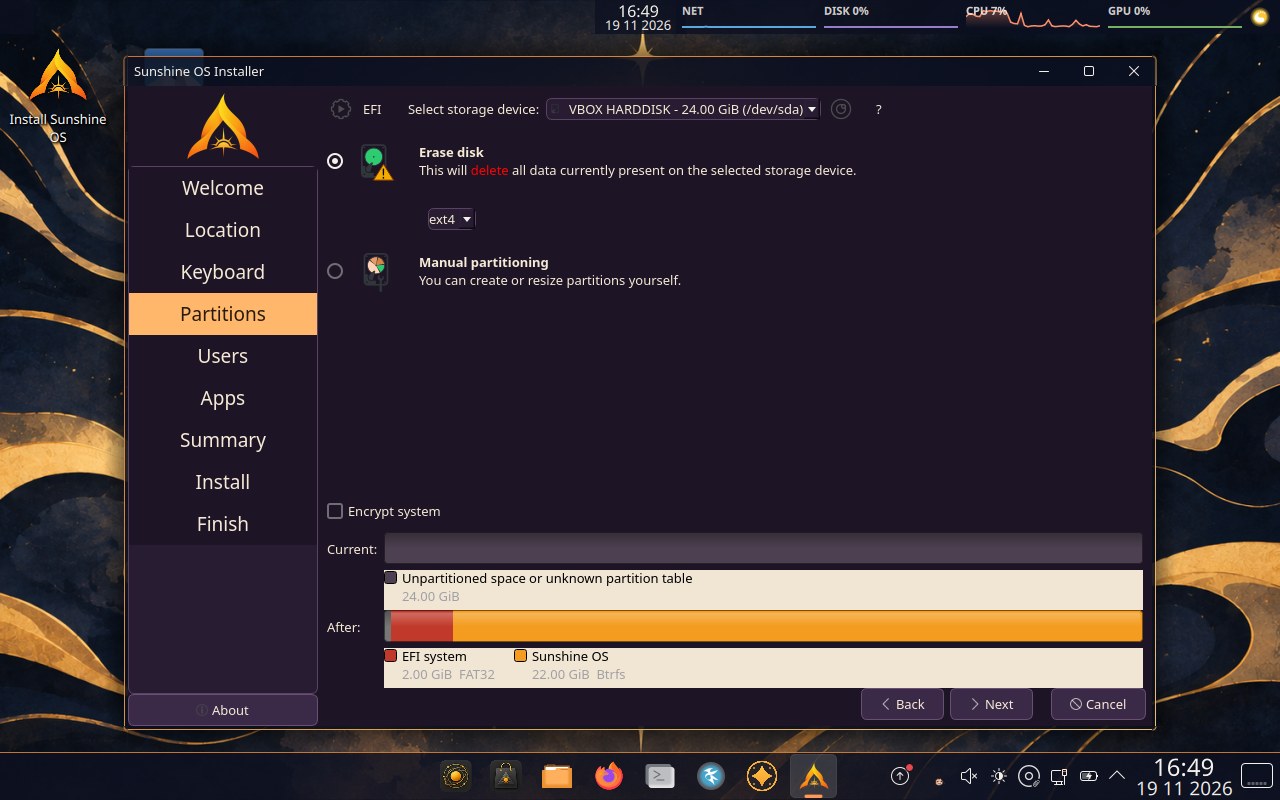 16:49
19 11 2026
NET
DISK 0%
CPU 7%
GPU 0%
Install Sunshine
OS
Sunshine OS Installer
EFI
Select storage device:
VBOX HARDDISK - 24.00 GiB (/dev/sda)
?
Erase disk
This will delete all data currently present on the selected storage device.
ext4
Manual partitioning
You can create or resize partitions yourself.
Welcome
Location
Keyboard
Partitions
Users
Apps
Summary
Install
Finish
About
Encrypt system
Current:
Unpartitioned space or unknown partition table
24.00 GiB
After:
EFI system
2.00 GiB FAT32
Sunshine OS
22.00 GiB Btrfs
Back
Next
Cancel
16:49
19 11 2026